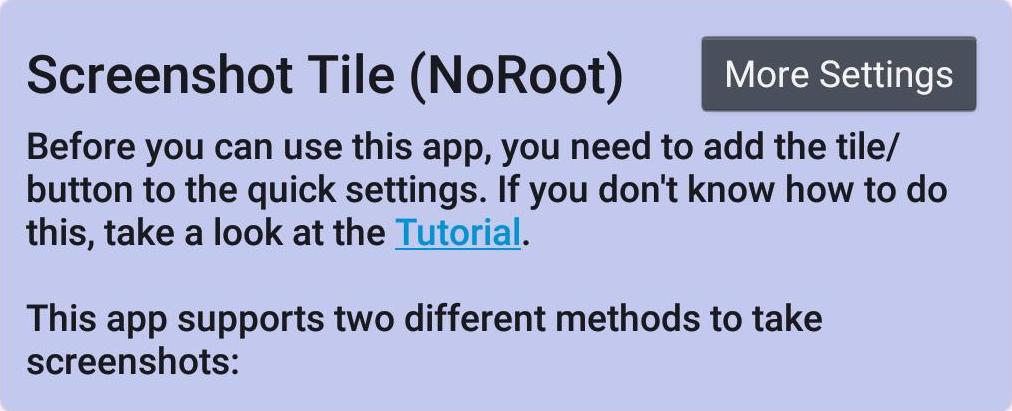 Screenshot Tile (NoRoot)
More Settings
Before you can use this app, you need to add the tile/
button to the quick settings. If you don't know how to do
this, take a look at the Tutorial.
This app supports two different methods to take
screenshots: